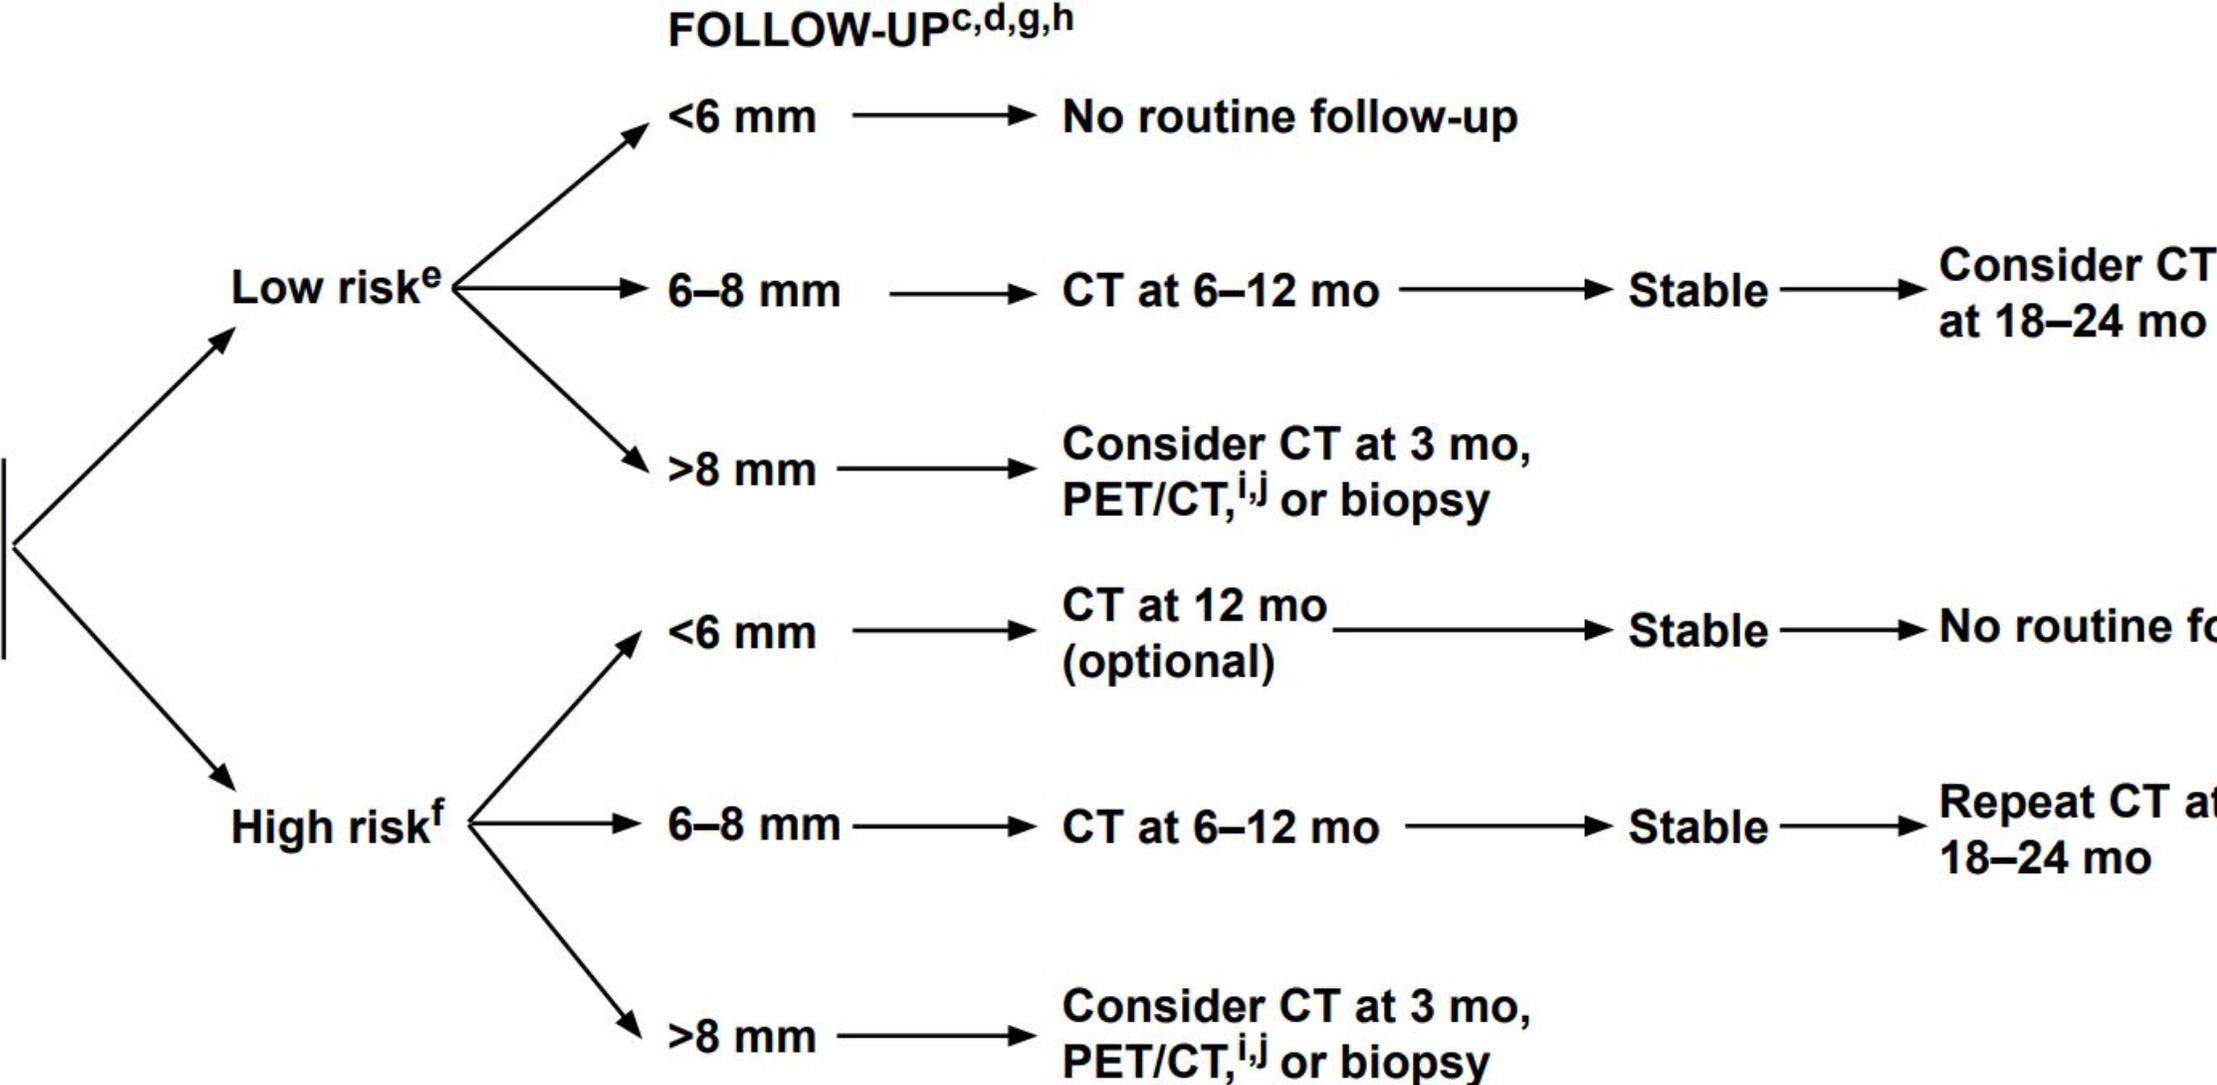 FOLLOW-UPc,d,g,h
<6 mm No routine follow-up
Low riske 6–8 mm CT at 6–12 mo Stable Consider CT
at 18–24 mo
>8 mm Consider CT at 3 mo,
PET/CT,i,j or biopsy
<6 mm CT at 12 mo Stable No routine
(optional)
High riskf 6–8 mm CT at 6–12 mo Stable Repeat CT at
18–24 mo
>8 mm Consider CT at 3 mo,
PET/CT,i,j or biopsy